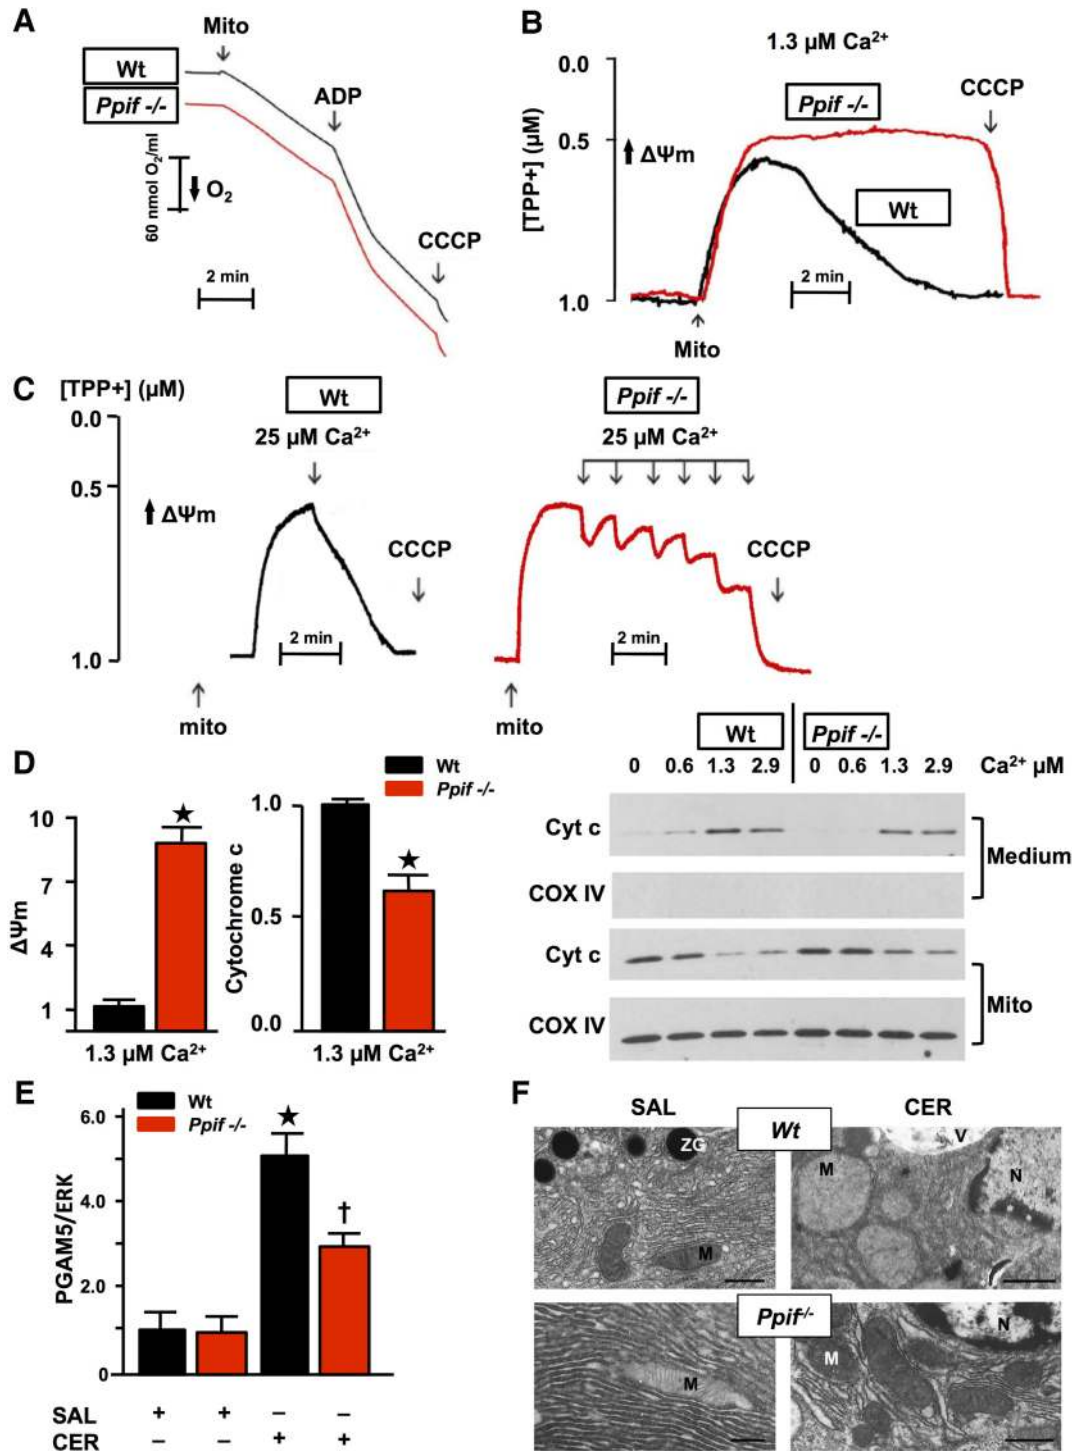 A
Mito
Wt
Ppif -/-
ADP
60 nmol O₂/ml
O₂
CCCP
2 min
B
1.3 µM Ca²⁺
0.0
Ppif -/-
CCCP
[TPP+] (µM)
0.5
ΔΨm
Wt
2 min
1.0
Mito
C
[TPP+] (µM)
Wt
Ppif -/-
0.0
25 µM Ca²⁺
25 µM Ca²⁺
0.5
ΔΨm
CCCP
CCCP
2 min
2 min
1.0
mito
mito
D
Wt
Ppif -/-
10
7
4
1
ΔΨm
1.3 µM Ca²⁺
1.0
0.5
0.0
Cytochrome c
1.3 µM Ca²⁺
Wt
Ppif -/-
0 0.6 1.3 2.9 0 0.6 1.3 2.9 Ca²⁺ µM
Cyt c
COX IV
Medium
Cyt c
COX IV
Mito
E
Wt
Ppif -/-
6.0
4.0
2.0
0
PGAM5/ERK
†
SAL + + – –
CER – – + +
F
SAL
Wt
CER
ZG
M
V
M
N
Ppif-/-
M
N
M